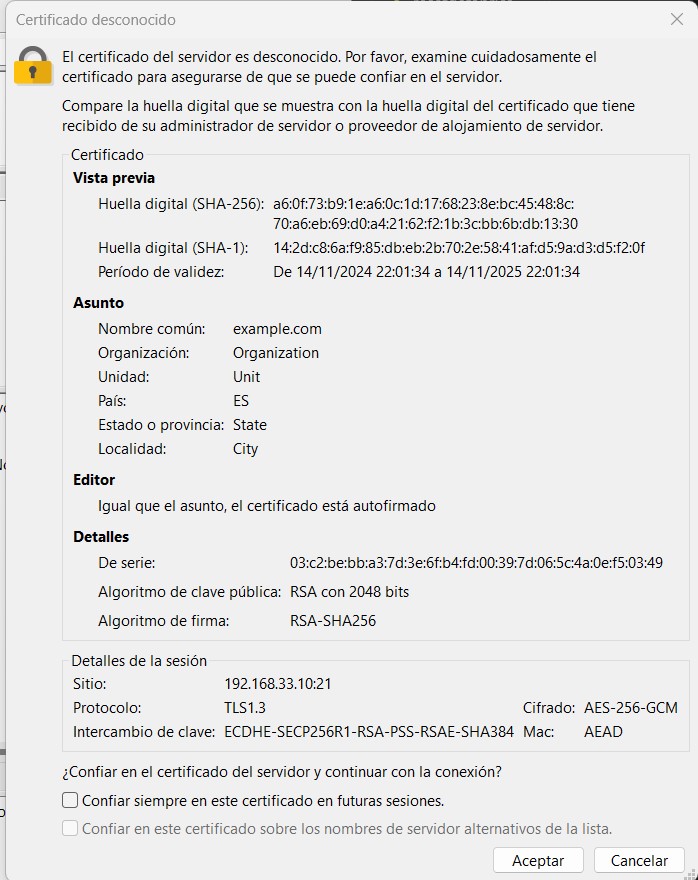 Certificado desconocido
El certificado del servidor es desconocido. Por favor, examine cuidadosamente el
certificado para asegurarse de que se puede confiar en el servidor.
Compare la huella digital que se muestra con la huella digital del certificado que tiene
recibido de su administrador de servidor o proveedor de alojamiento de servidor.
Certificado
Vista previa
Huella digital (SHA-256): a6:0f:73:b9:1e:a6:0c:1d:17:68:23:8e:bc:45:48:8c:
70:a6:eb:69:d0:a4:21:62:f2:1b:3c:bb:6b:db:13:30
Huella digital (SHA-1): 14:2d:c8:6a:f9:85:db:eb:2b:70:2e:58:41:af:d5:9a:d3:d5:f2:0f
Período de validez: De 14/11/2024 22:01:34 a 14/11/2025 22:01:34
Asunto
Nombre común: example.com
Organización: Organization
Unidad: Unit
País: ES
Estado o provincia: State
Localidad: City
Editor
Igual que el asunto, el certificado está autofirmado
Detalles
De serie: 03:c2:be:bb:a3:7d:3e:6f:b4:fd:00:39:7d:06:5c:4a:0e:f5:03:49
Algoritmo de clave pública: RSA con 2048 bits
Algoritmo de firma: RSA-SHA256
Detalles de la sesión
Sitio: 192.168.33.10:21
Protocolo: TLS1.3 Cifrado: AES-256-GCM
Intercambio de clave: ECDHE-SECP256R1-RSA-PSS-RSAE-SHA384 Mac: AEAD
¿Confiar en el certificado del servidor y continuar con la conexión?
Confiar siempre en este certificado en futuras sesiones.
Confiar en este certificado sobre los nombres de servidor alternativos de la lista.
Aceptar Cancelar